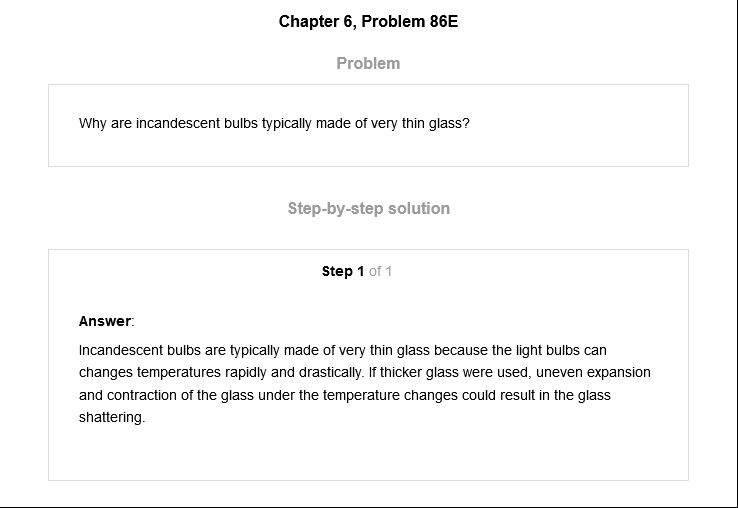 Chapter 6, Problem 86E
Problem
Why are incandescent bulbs typically made of very thin glass?
Step-by-step solution
Step 1 of 1
Answer:
Incandescent bulbs are typically made of very thin glass because the light bulbs can
changes temperatures rapidly and drastically. If thicker glass were used, uneven expansion
and contraction of the glass under the temperature changes could result in the glass
shattering.